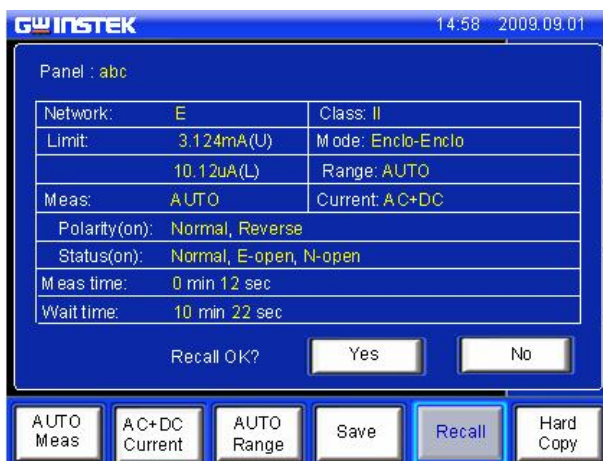 GWINSTEK 14:58 2009.09.01
Panel : abc
Network: E Class: II
Limit: 3.124mA(U) Mode: Enclo-Enclo
10.12uA(L) Range: AUTO
Meas: AUTO Current: AC+DC
Polarity(on): Normal, Reverse
Status(on): Normal, E-open, N-open
Meas time: 0 min 12 sec
Wait time: 10 min 22 sec
Recall OK? Yes No
AUTO Meas AC+DC Current AUTO Range Save Recall Hard Copy